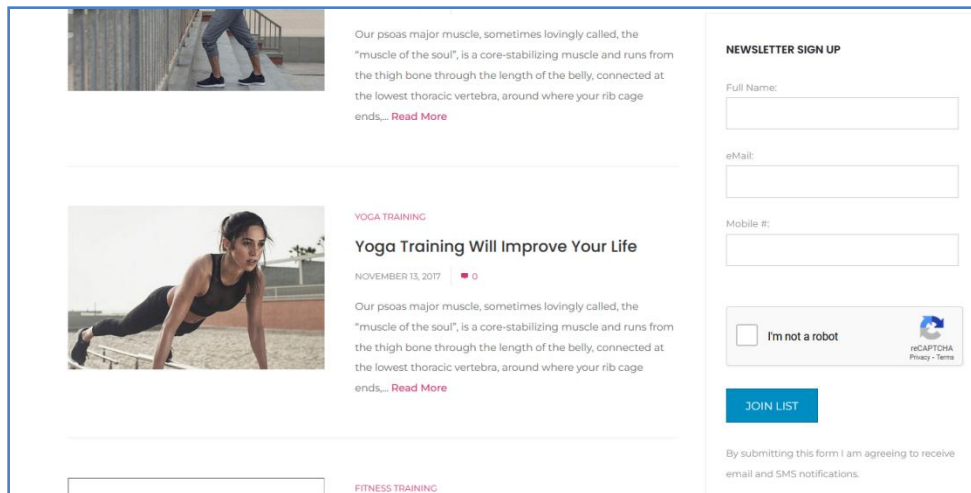 Our psoas major muscle, sometimes lovingly called, the
“muscle of the soul”, is a core-stabilizing muscle and runs from
the thigh bone through the length of the belly, connected at
the lowest thoracic vertebra, around where your rib cage
ends,... Read More
YOGA TRAINING
Yoga Training Will Improve Your Life
NOVEMBER 13, 2017 0
Our psoas major muscle, sometimes lovingly called, the
“muscle of the soul”, is a core-stabilizing muscle and runs from
the thigh bone through the length of the belly, connected at
the lowest thoracic vertebra, around where your rib cage
ends,... Read More
FITNESS TRAINING
NEWSLETTER SIGN UP
Full Name:
eMail:
Mobile #:
I'm not a robot
reCAPTCHA
Privacy - Terms
JOIN LIST
By submitting this form I am agreeing to receive
email and SMS notifications.